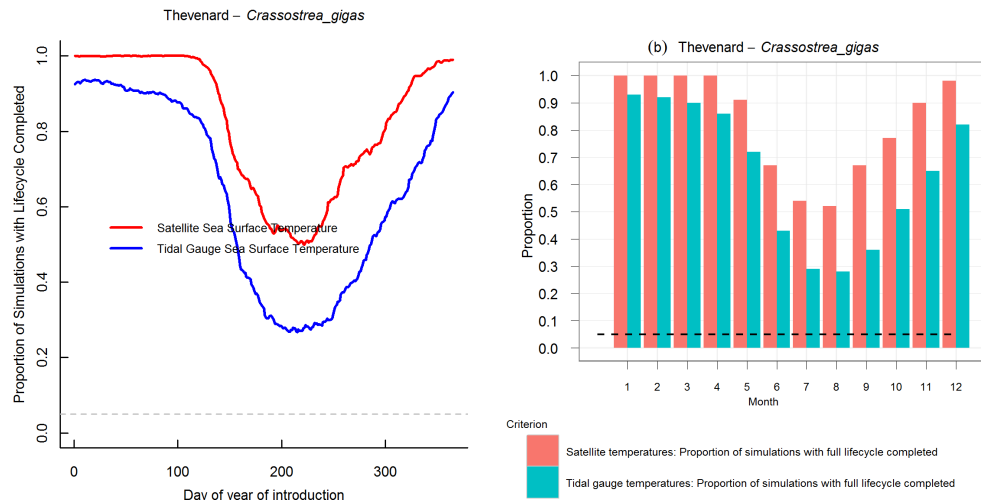 Thevenard – Crassostrea_gigas
Proportion of Simulations with Lifecycle Completed
1.0
0.8
0.6
0.4
0.2
0.0
Satellite Sea Surface Temperature
Tidal Gauge Sea Surface Temperature
0 100 200 300
Day of year of introduction
(b) Thevenard – Crassostrea_gigas
Proportion
1.0
0.9
0.8
0.7
0.6
0.5
0.4
0.3
0.2
0.1
0.0
1 2 3 4 5 6 7 8 9 10 11 12
Month
Criterion
Satellite temperatures: Proportion of simulations with full lifecycle completed
Tidal gauge temperatures: Proportion of simulations with full lifecycle completed